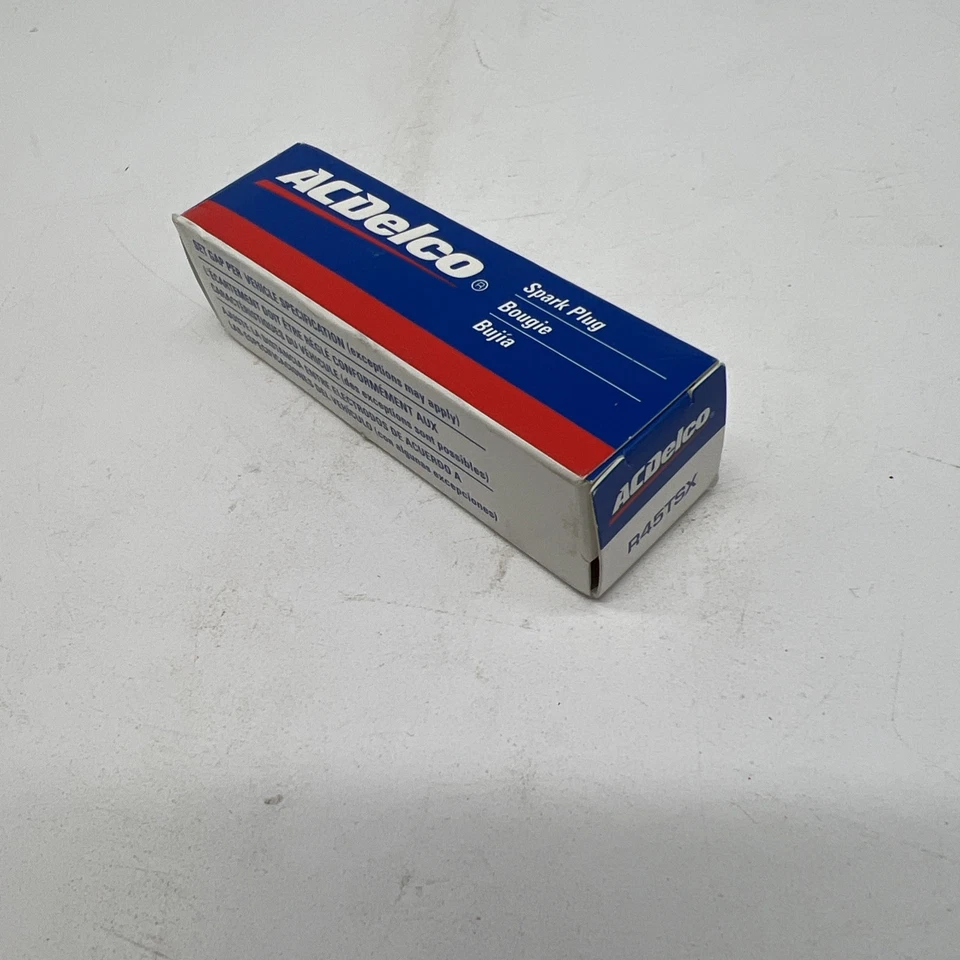 ACDelco®
Spark Plug
Bougie
Bujía
SET GAP PER VEHICLE SPECIFICATION (exceptions may apply)
L'ÉCARTEMENT DOIT ÊTRE RÉGLÉ CONFORMÉMENT AUX
CARACTÉRISTIQUES DU VÉHICULE (des exceptions sont possibles)
AJUSTE LA DISTANCIA ENTRE ELECTRODOS DE ACUERDO A
LAS ESPECIFICACIONES DEL VEHÍCULO (con algunas excepciones)
ACDelco
R45TSX